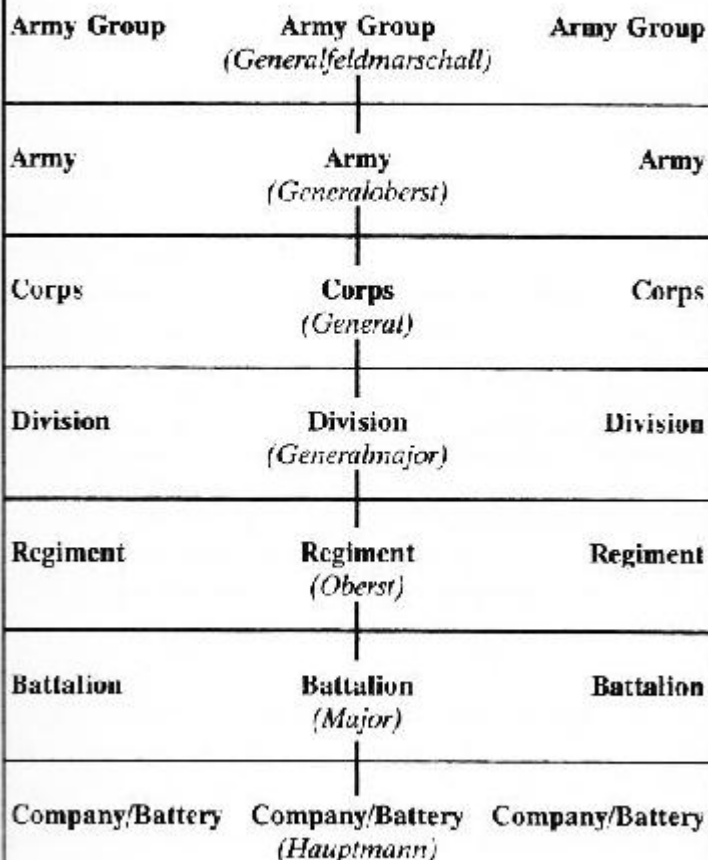 Army Group Army Group Army Group
(Generalfeldmarschall)
Army Army Army
(Generaloberst)
Corps Corps Corps
(General)
Division Division Division
(Generalmajor)
Regiment Regiment Regiment
(Oberst)
Battalion Battalion Battalion
(Major)
Company/Battery Company/Battery Company/Battery
(Hauptmann)